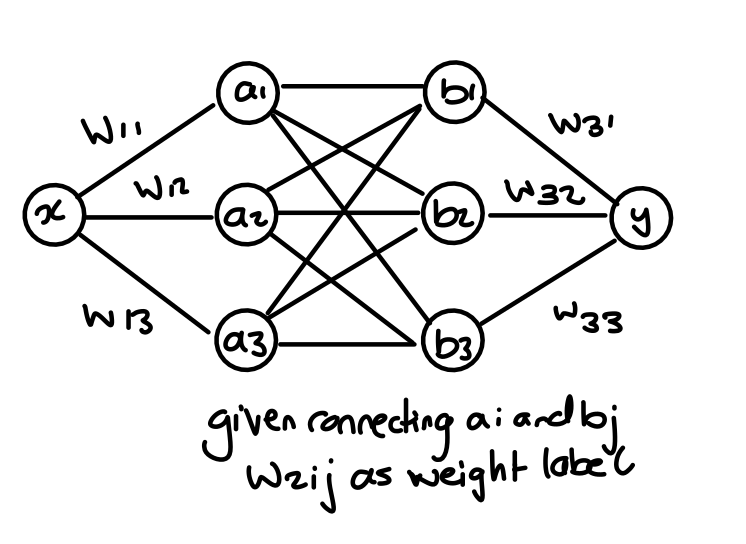 a1
b1
W11
W31
x
W12
a2
b2
W32
y
W13
a3
b3
W33
given connecting ai and bj
W2ij as weight label